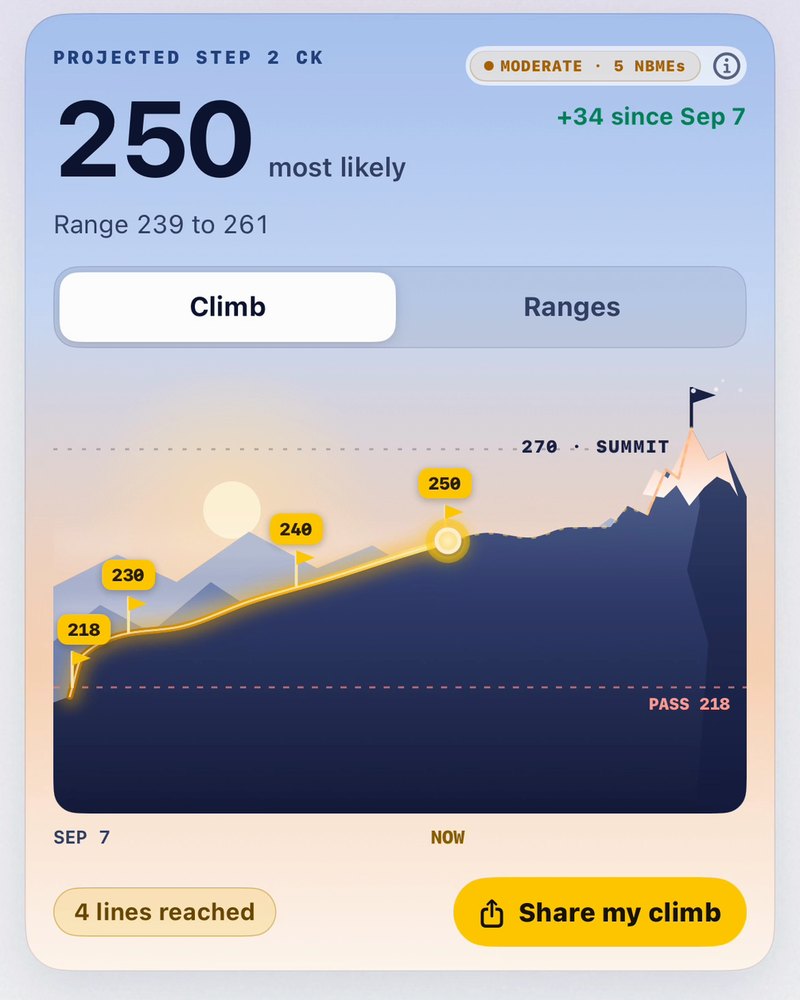 PROJECTED STEP 2 CK
MODERATE · 5 NBMEs
250 most likely
+34 since Sep 7
Range 239 to 261
Climb
Ranges
270 · SUMMIT
250
240
230
218
PASS 218
SEP 7
NOW
4 lines reached
Share my climb